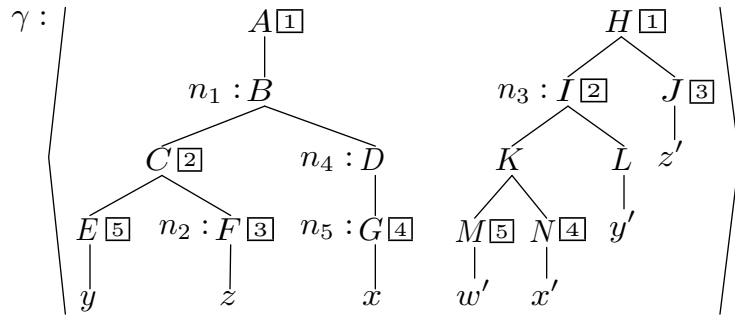 γ : A 1 H 1
n₁ : B n₃ : I 2 J 3
C 2 n₄ : D K L z′
E 5 n₂ : F 3 n₅ : G 4 M 5 N 4 y′
y z x w′ x′